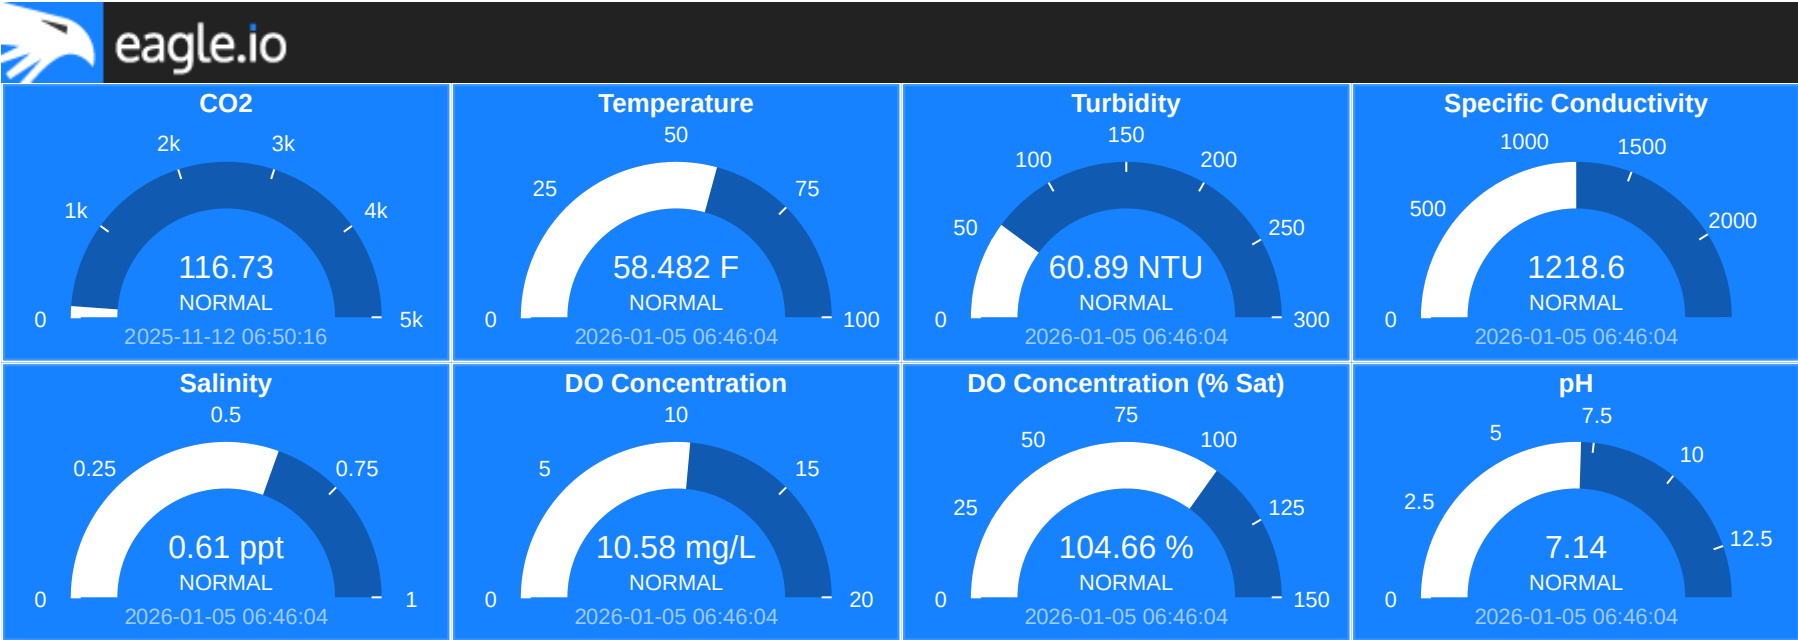 eagle.io
CO2
2k
3k
1k
4k
116.73
NORMAL
0
5k
2025-11-12 06:50:16
Temperature
50
25
75
58.482 F
NORMAL
0
100
2026-01-05 06:46:04
Turbidity
150
100
200
50
250
60.89 NTU
NORMAL
0
300
2026-01-05 06:46:04
Specific Conductivity
1000
1500
500
2000
1218.6
NORMAL
0
2026-01-05 06:46:04
Salinity
0.5
0.25
0.75
0.61 ppt
NORMAL
0
1
2026-01-05 06:46:04
DO Concentration
10
5
15
10.58 mg/L
NORMAL
0
20
2026-01-05 06:46:04
DO Concentration (% Sat)
75
50
100
25
125
104.66 %
NORMAL
0
150
2026-01-05 06:46:04
pH
7.5
5
10
2.5
12.5
7.14
NORMAL
0
2026-01-05 06:46:04